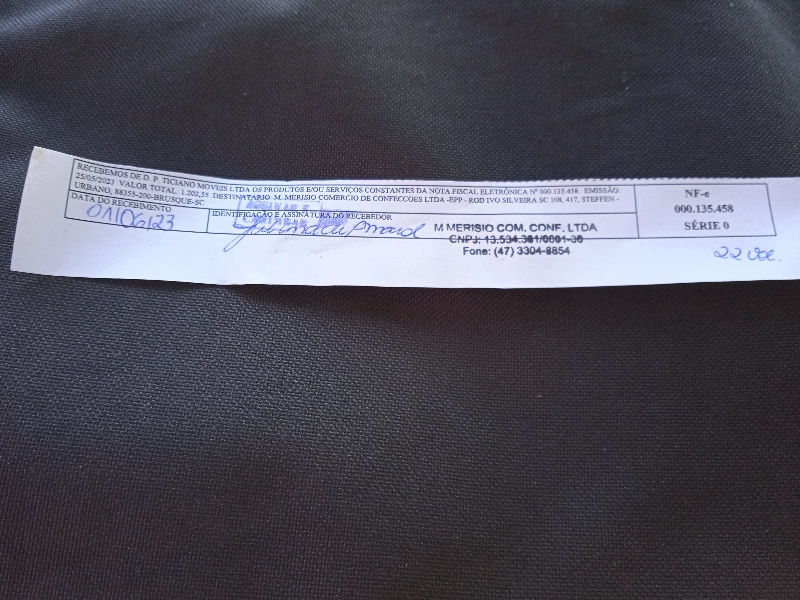 RECEBEMOS DE D. P. TICIANO MOVEIS LTDA OS PRODUTOS E/OU SERVIÇOS CONSTANTES DA NOTA FISCAL ELETRÔNICA Nº 000.135.458 EMISSÃO:
25/05/2023 VALOR TOTAL: 1.202,55 DESTINATÁRIO: M. MERISIO COMERCIO DE CONFECCOES LTDA -EPP - ROD IVO SILVEIRA SC 108, 417, STEFFEN -
URBANO, 88355-200-BRUSQUE-SC
DATA DO RECEBIMENTO
01/06/23
IDENTIFICAÇÃO E ASSINATURA DO RECEBEDOR
M MERISIO COM. CONF. LTDA
CNPJ: 13.534.361/0001-36
Fone: (47) 3304-8854
NF-e
000.135.458
SÉRIE 0
22 vol.